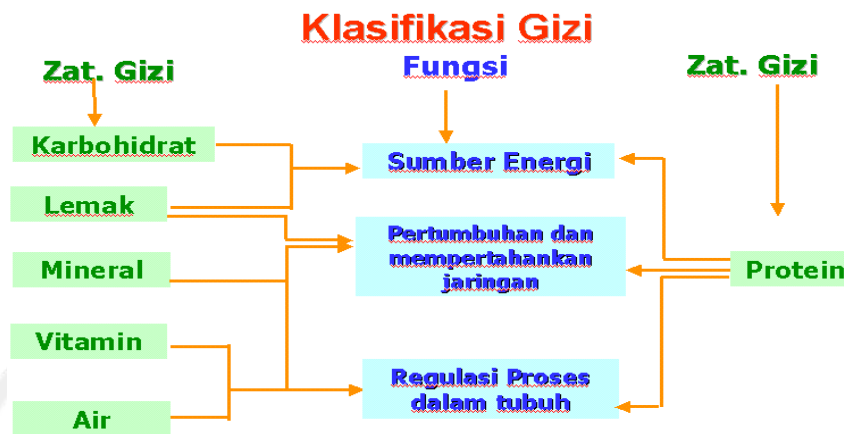 Klasifikasi Gizi
Zat. Gizi
Fungsi
Zat. Gizi
Karbohidrat
Sumber Energi
Lemak
Pertumbuhan dan
mempertahankan
jaringan
Mineral
Protein
Vitamin
Regulasi Proses
dalam tubuh
Air